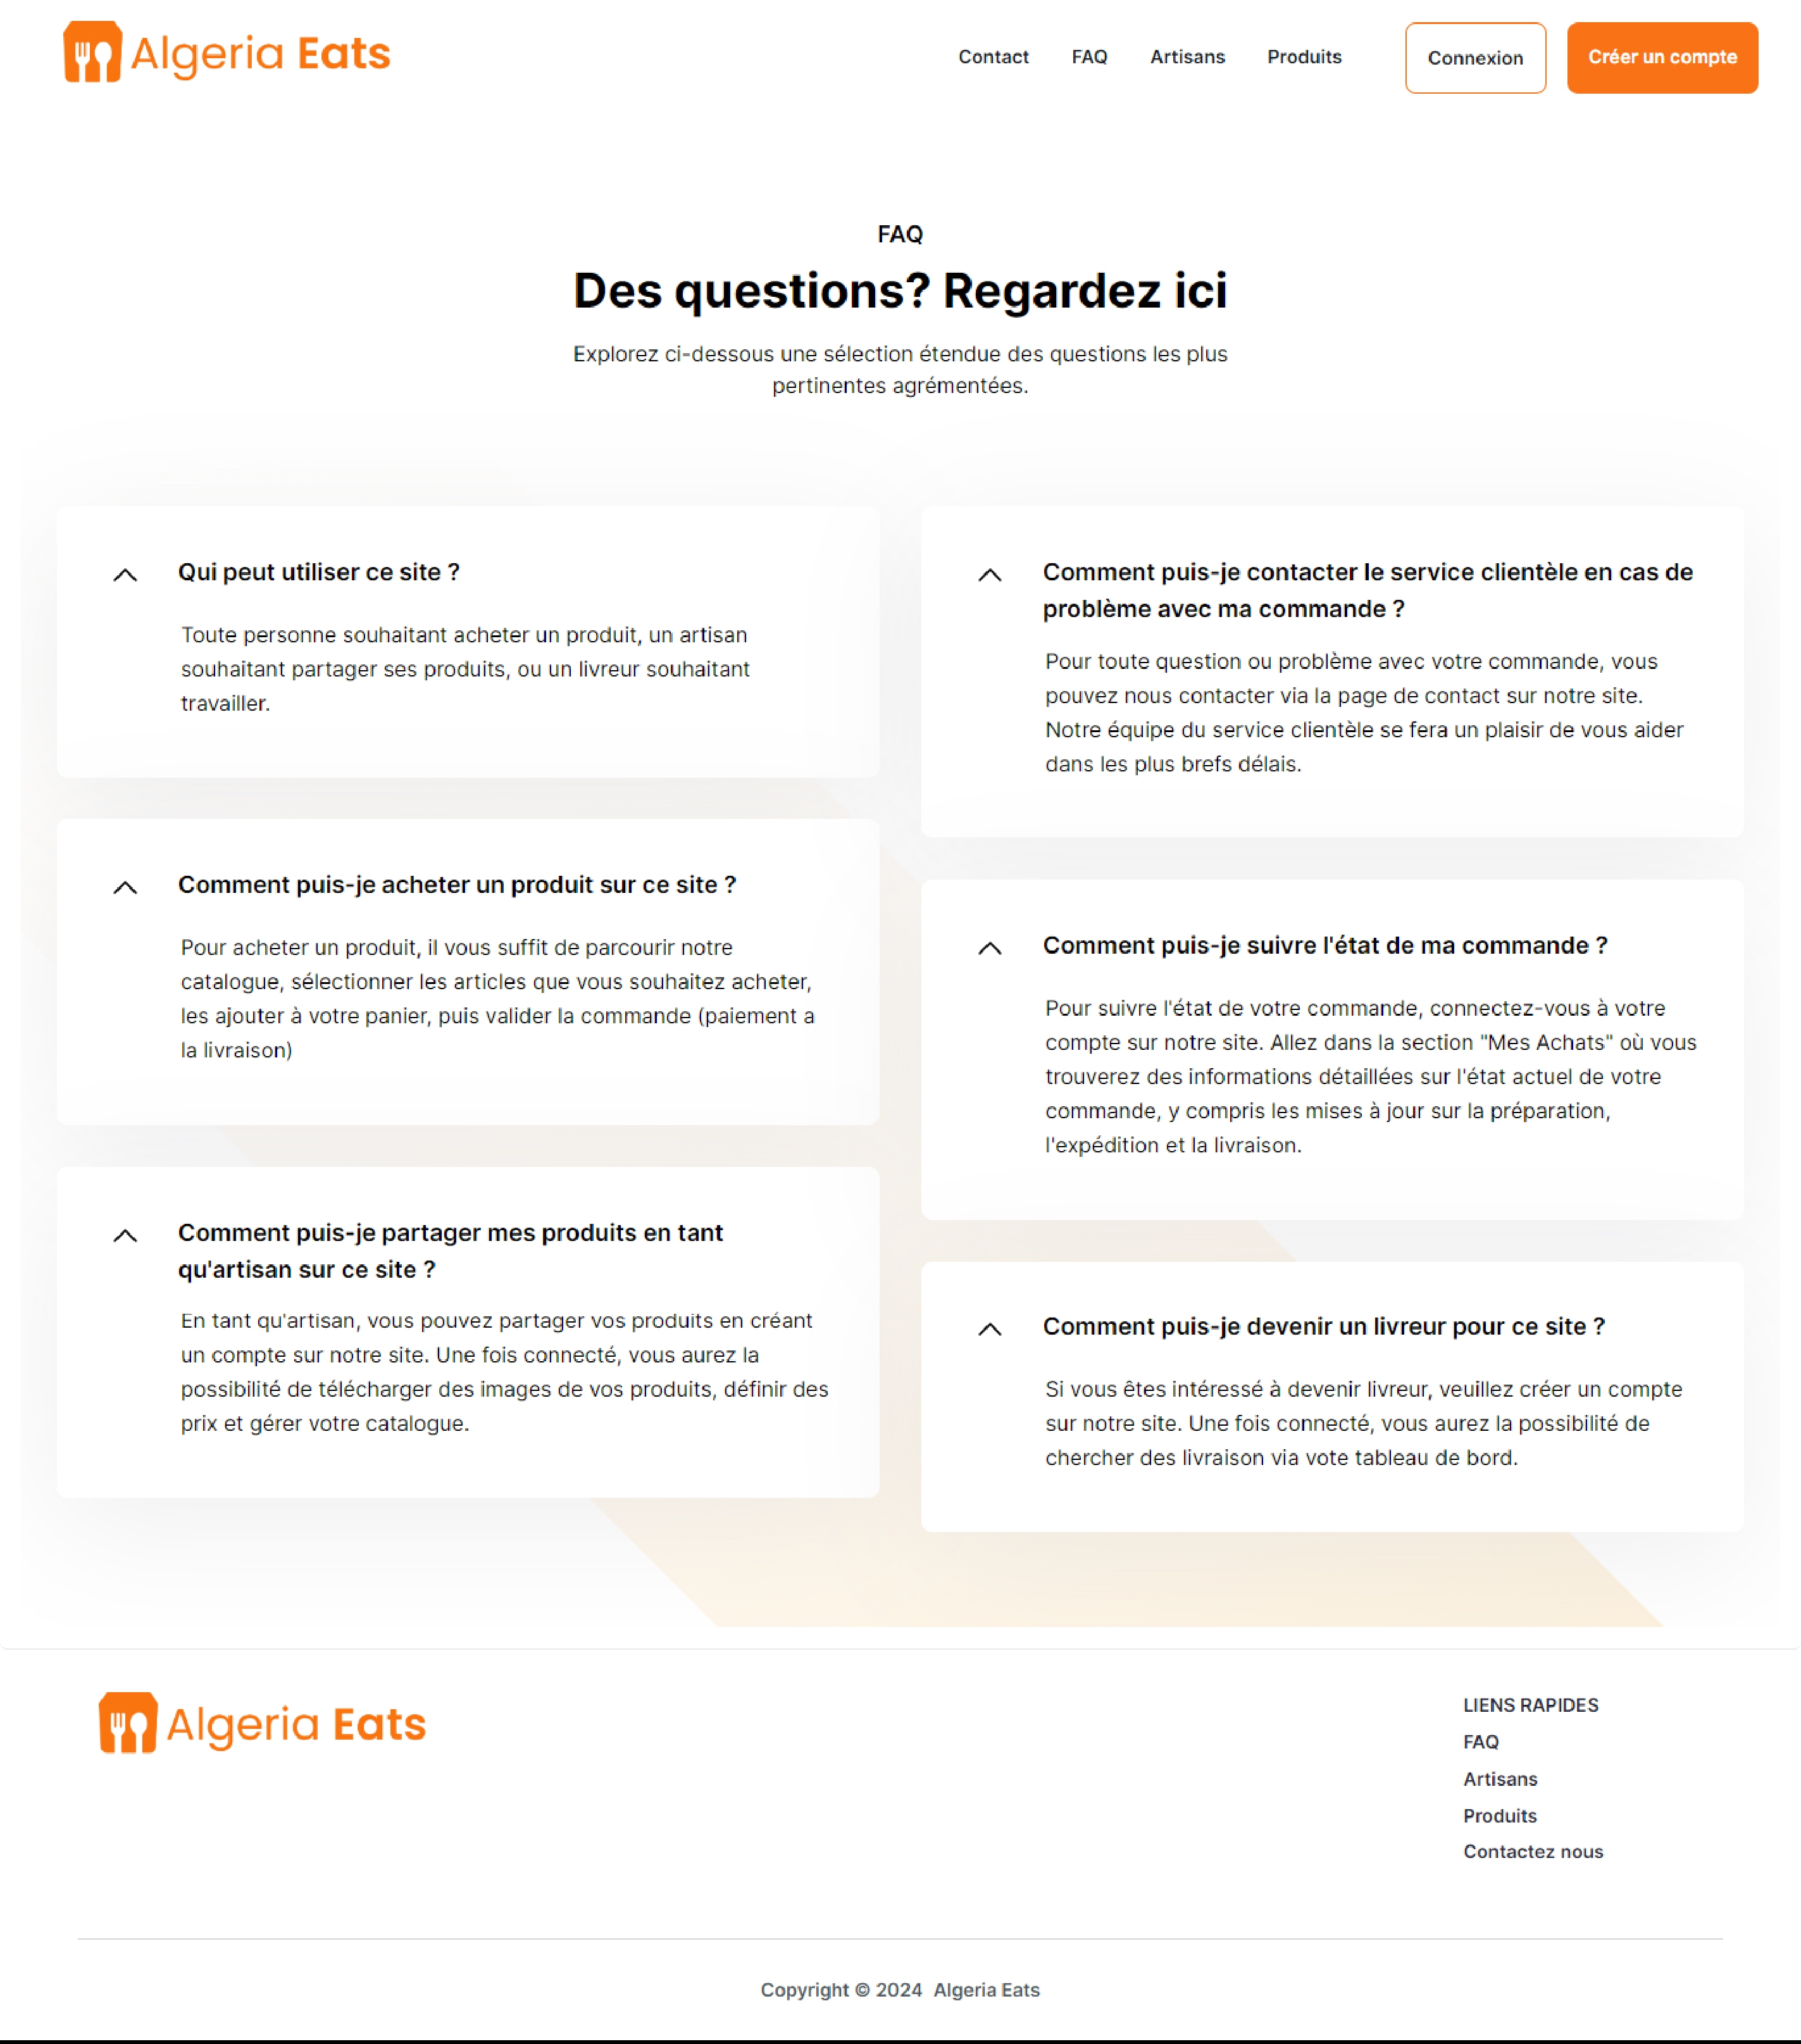 Algeria Eats
Contact FAQ Artisans Produits Connexion Créer un compte
FAQ
Des questions? Regardez ici
Explorez ci-dessous une sélection étendue des questions les plus
pertinentes agrémentées.
Qui peut utiliser ce site ?
Toute personne souhaitant acheter un produit, un artisan
souhaitant partager ses produits, ou un livreur souhaitant
travailler.
Comment puis-je acheter un produit sur ce site ?
Pour acheter un produit, il vous suffit de parcourir notre
catalogue, sélectionner les articles que vous souhaitez acheter,
les ajouter à votre panier, puis valider la commande (paiement a
la livraison)
Comment puis-je partager mes produits en tant
qu'artisan sur ce site ?
En tant qu'artisan, vous pouvez partager vos produits en créant
un compte sur notre site. Une fois connecté, vous aurez la
possibilité de télécharger des images de vos produits, définir des
prix et gérer votre catalogue.
Comment puis-je contacter le service clientèle en cas de
problème avec ma commande ?
Pour toute question ou problème avec votre commande, vous
pouvez nous contacter via la page de contact sur notre site.
Notre équipe du service clientèle se fera un plaisir de vous aider
dans les plus brefs délais.
Comment puis-je suivre l'état de ma commande ?
Pour suivre l'état de votre commande, connectez-vous à votre
compte sur notre site. Allez dans la section "Mes Achats" où vous
trouverez des informations détaillées sur l'état actuel de votre
commande, y compris les mises à jour sur la préparation,
l'expédition et la livraison.
Comment puis-je devenir un livreur pour ce site ?
Si vous êtes intéressé à devenir livreur, veuillez créer un compte
sur notre site. Une fois connecté, vous aurez la possibilité de
chercher des livraison via vote tableau de bord.
Algeria Eats
LIENS RAPIDES
FAQ
Artisans
Produits
Contactez nous
Copyright © 2024 Algeria Eats